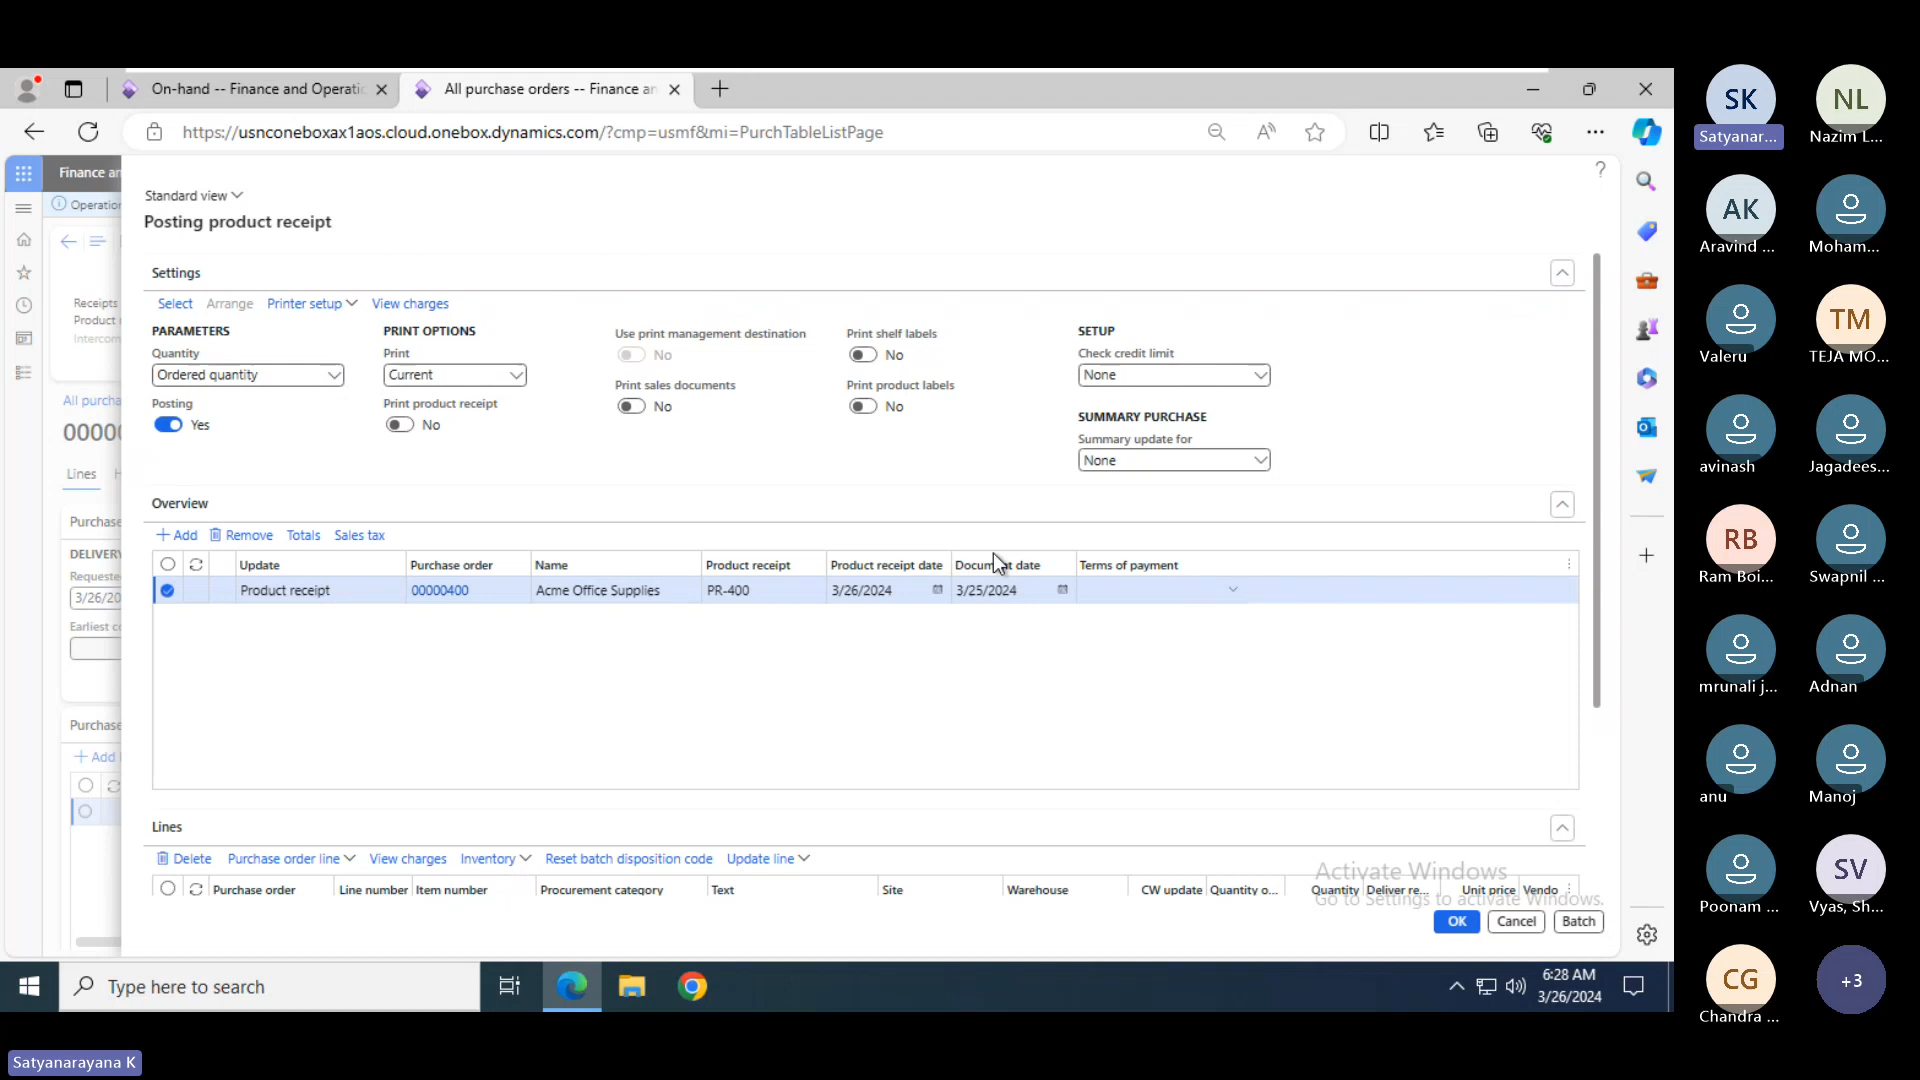 On-hand -- Finance and Operatio
All purchase orders -- Finance an
https://usnconeboxax1aos.cloud.onebox.dynamics.com/?cmp=usmf&mi=PurchTableListPage
Finance an
Operation
Receipts
Product
Intercom
All purcha
0000
Lines
Purchase
DELIVERY
Requeste
3/26/20
Earliest co
Purchase
Add
Standard view
Posting product receipt
Settings
Select Arrange Printer setup View charges
PARAMETERS
Quantity
Ordered quantity
Posting
Yes
PRINT OPTIONS
Print
Current
Print product receipt
No
Use print management destination
No
Print sales documents
No
Print shelf labels
No
Print product labels
No
SETUP
Check credit limit
None
SUMMARY PURCHASE
Summary update for
None
Overview
Add Remove Totals Sales tax
Update Purchase order Name Product receipt Product receipt date Document date Terms of payment
Product receipt 00000400 Acme Office Supplies PR-400 3/26/2024 3/25/2024
Lines
Delete Purchase order line View charges Inventory Reset batch disposition code Update line
Purchase order Line number Item number Procurement category Text Site Warehouse CW update Quantity o... Quantity Deliver re... Unit price Vendo
Activate Windows
Go to Settings to activate Windows.
OK Cancel Batch
Type here to search
6:28 AM
3/26/2024
SK
Satyanar...
NL
Nazim L...
AK
Aravind ...
Moham...
Valeru
TM
TEJA MO...
avinash
Jagadees...
RB
Ram Boi...
Swapnil ...
mrunali j...
Adnan
anu
Manoj
Poonam ...
SV
Vyas, Sh...
CG
Chandra ...
+3
Satyanarayana K